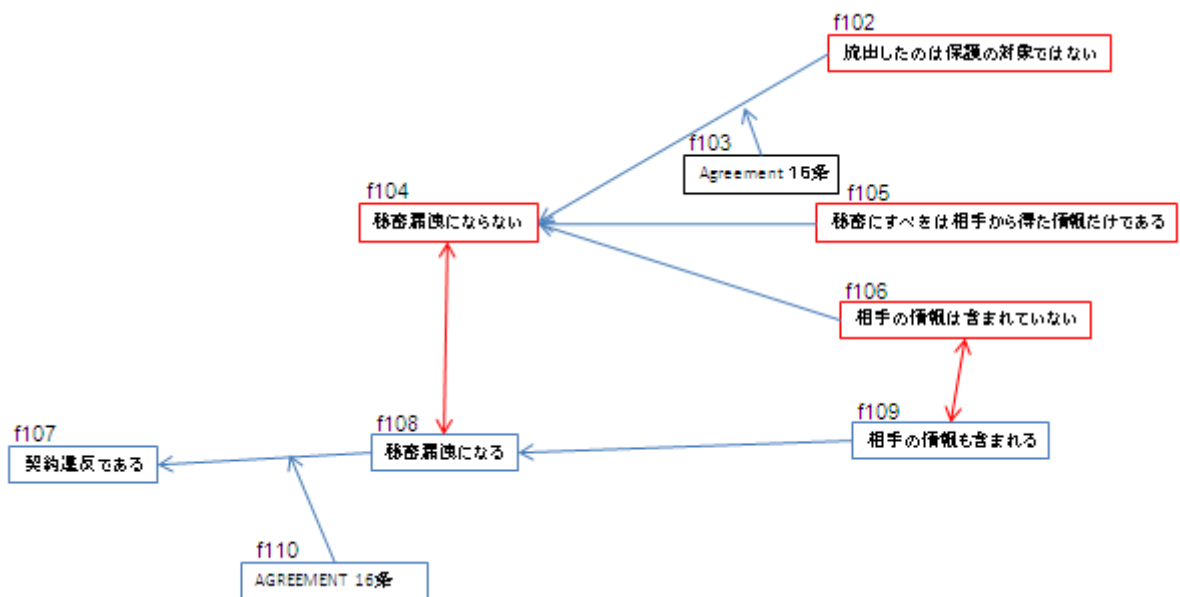 f102
流出したのは保護の対象ではない
f103
Agreement 16条
f104
秘密漏洩にならない
f105
秘密にすべきは相手から得た情報だけである
f106
相手の情報は含まれていない
f107
契約違反である
f108
秘密漏洩になる
f109
相手の情報も含まれる
f110
AGREEMENT 16条